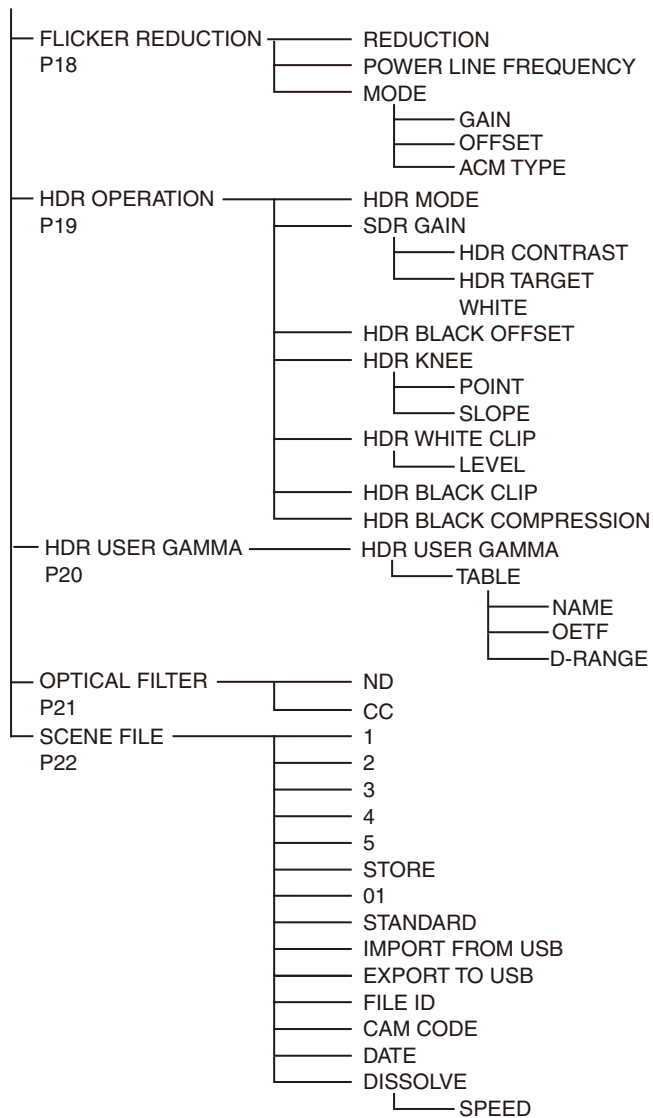 FLICKER REDUCTION
P18
REDUCTION
POWER LINE FREQUENCY
MODE
GAIN
OFFSET
ACM TYPE
HDR OPERATION
P19
HDR MODE
SDR GAIN
HDR CONTRAST
HDR TARGET
WHITE
HDR BLACK OFFSET
HDR KNEE
POINT
SLOPE
HDR WHITE CLIP
LEVEL
HDR BLACK CLIP
HDR BLACK COMPRESSION
HDR USER GAMMA
P20
HDR USER GAMMA
TABLE
NAME
OETF
D-RANGE
OPTICAL FILTER
P21
ND
CC
SCENE FILE
P22
1
2
3
4
5
STORE
01
STANDARD
IMPORT FROM USB
EXPORT TO USB
FILE ID
CAM CODE
DATE
DISSOLVE
SPEED